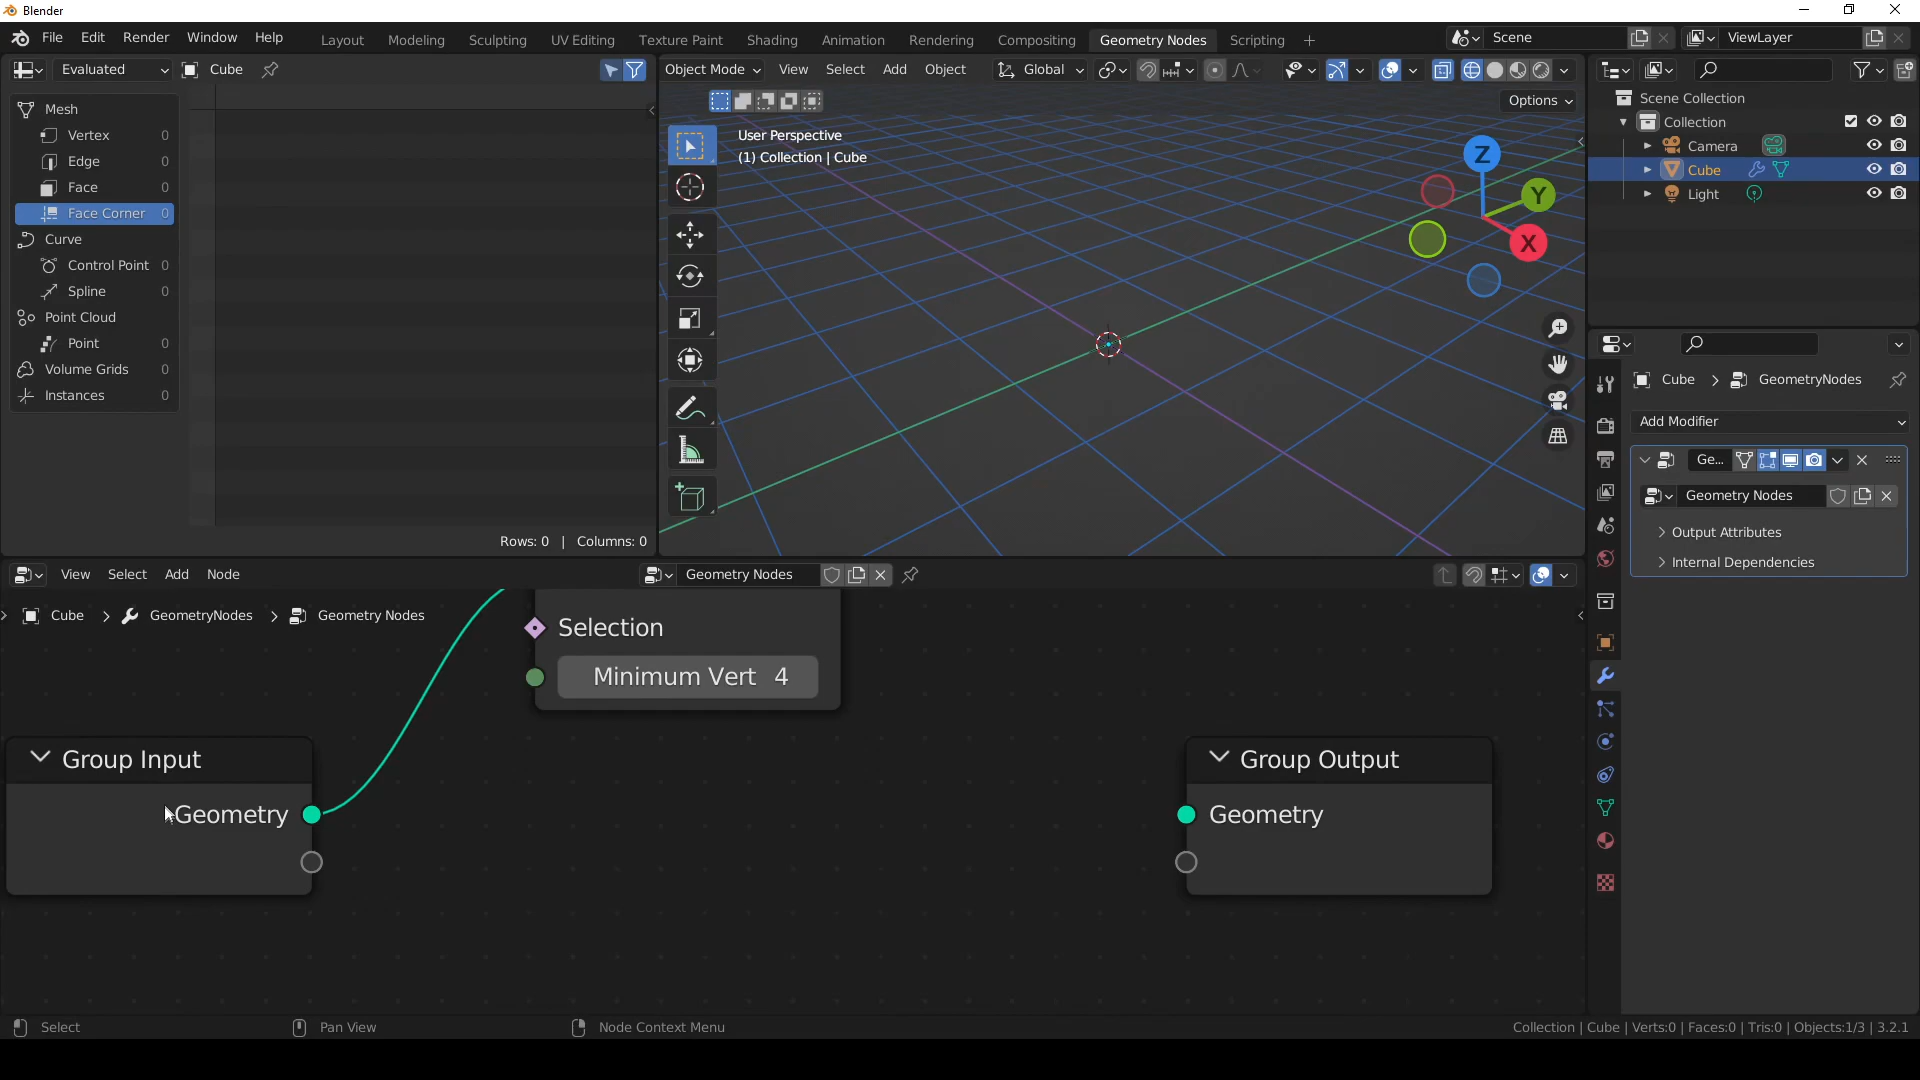 Blender
File Edit Render Window Help
Layout Modeling Sculpting UV Editing Texture Paint Shading Animation Rendering Compositing Geometry Nodes Scripting +
Scene
ViewLayer
Evaluated
Cube
Object Mode View Select Add Object Global
Options
Mesh
Vertex 0
Edge 0
Face 0
Face Corner 0
Curve
Control Point 0
Spline 0
Point Cloud
Point 0
Volume Grids 0
Instances 0
Rows: 0 | Columns: 0
User Perspective
(1) Collection | Cube
Z
Y
X
Scene Collection
Collection
Camera
Cube
Light
Cube > GeometryNodes
Add Modifier
Ge...
Geometry Nodes
> Output Attributes
> Internal Dependencies
View Select Add Node
Geometry Nodes
Cube > GeometryNodes > Geometry Nodes
Selection
Minimum Vert 4
Group Input
Geometry
Group Output
Geometry
Select
Pan View
Node Context Menu
Collection | Cube | Verts:0 | Faces:0 | Tris:0 | Objects:1/3 | 3.2.1